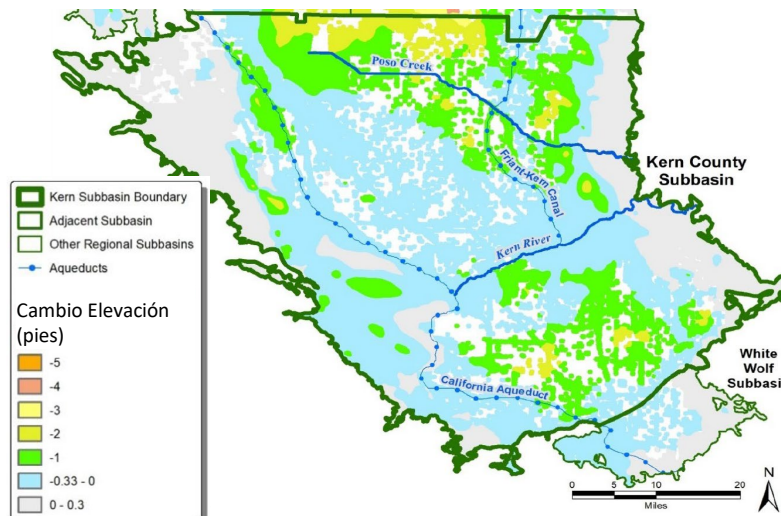 Poso Creek
Friant-Kern Canal
Kern County
Subbasin
Kern River
Kern Subbasin Boundary
Adjacent Subbasin
Other Regional Subbasins
Aqueducts
Cambio Elevación
(pies)
-5
-4
-3
-2
-1
-0.33 - 0
0 - 0.3
California Aqueduct
White
Wolf
Subbasi
N
0 5 10 20
Miles